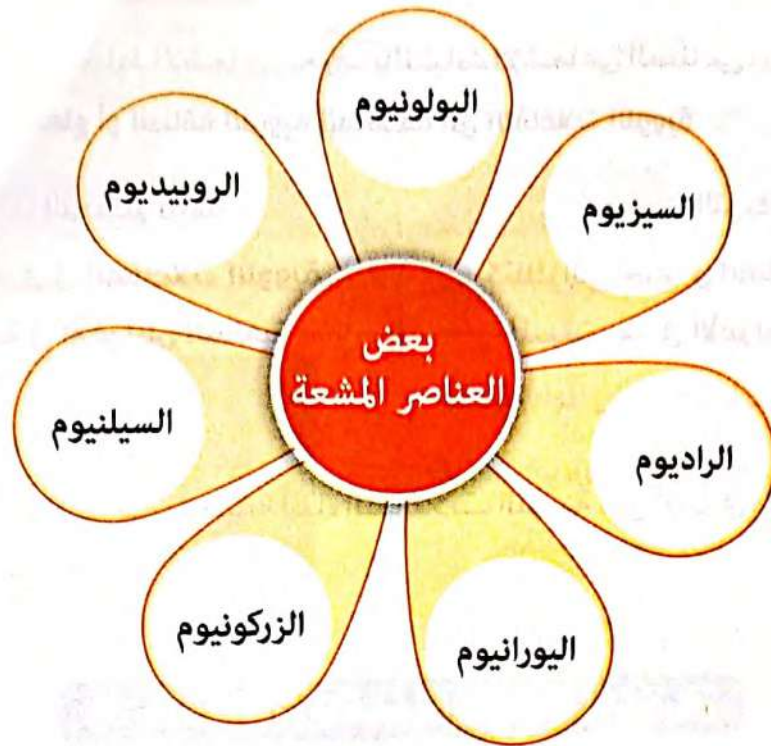 البولونيوم
السيزيوم
الراديوم
اليورانيوم
الزركونيوم
السيلنيوم
الروبيديوم
بعض
العناصر المشعة